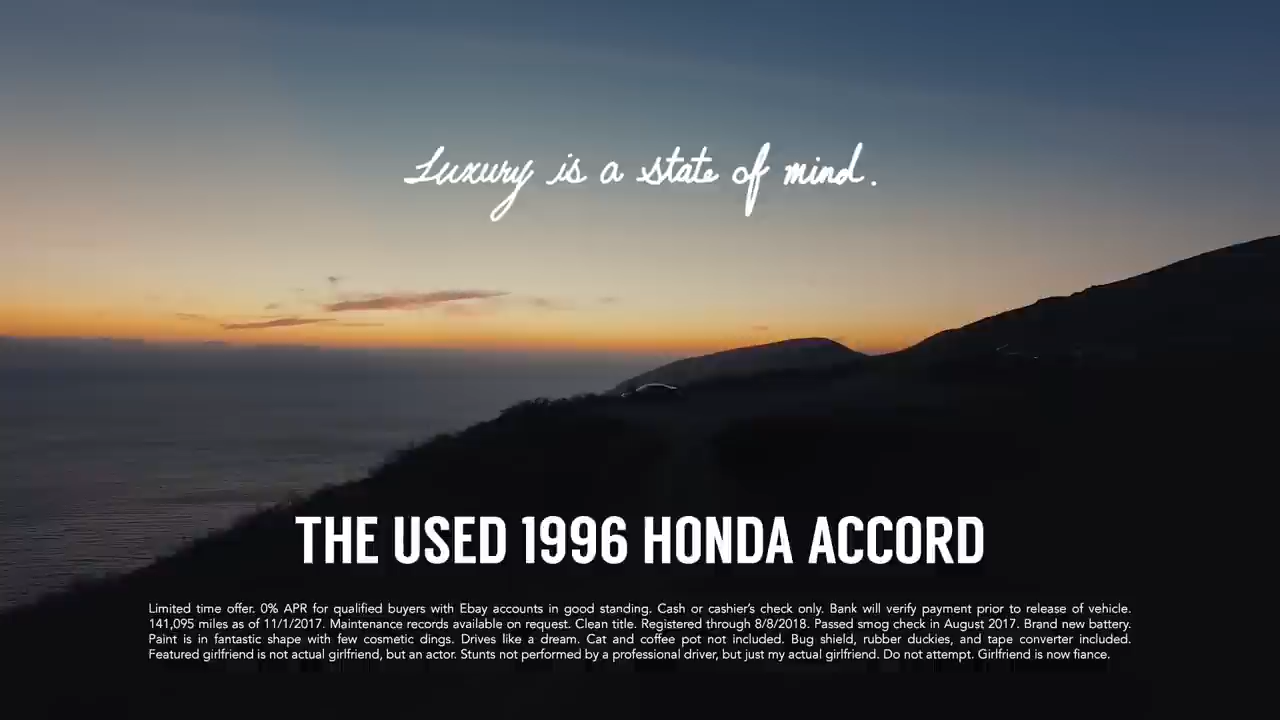 Luxury is a state of mind.
THE USED 1996 HONDA ACCORD
Limited time offer. 0% APR for qualified buyers with Ebay accounts in good standing. Cash or cashier's check only. Bank will verify payment prior to release of vehicle.
141,095 miles as of 11/1/2017. Maintenance records available on request. Clean title. Registered through 8/8/2018. Passed smog check in August 2017. Brand new battery.
Paint is in fantastic shape with few cosmetic dings. Drives like a dream. Cat and coffee pot not included. Bug shield, rubber duckies, and tape converter included.
Featured girlfriend is not actual girlfriend, but an actor. Stunts not performed by a professional driver, but just my actual girlfriend. Do not attempt. Girlfriend is now fiance.